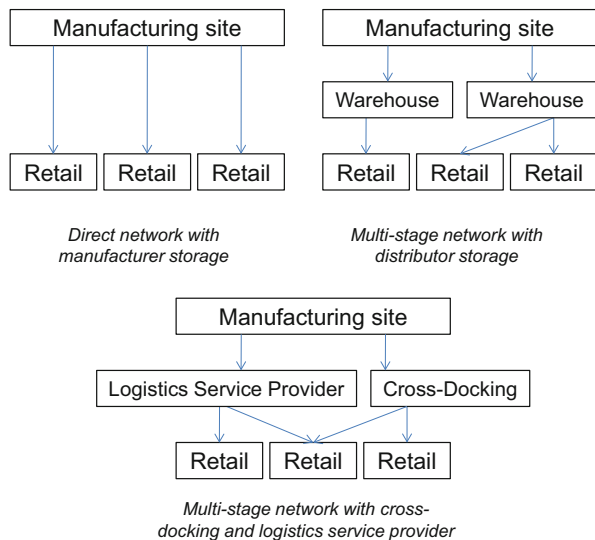 Manufacturing site
Retail Retail Retail
Direct network with
manufacturer storage
Manufacturing site
Warehouse Warehouse
Retail Retail Retail
Multi-stage network with
distributor storage
Manufacturing site
Logistics Service Provider Cross-Docking
Retail Retail Retail
Multi-stage network with cross-
docking and logistics service provider